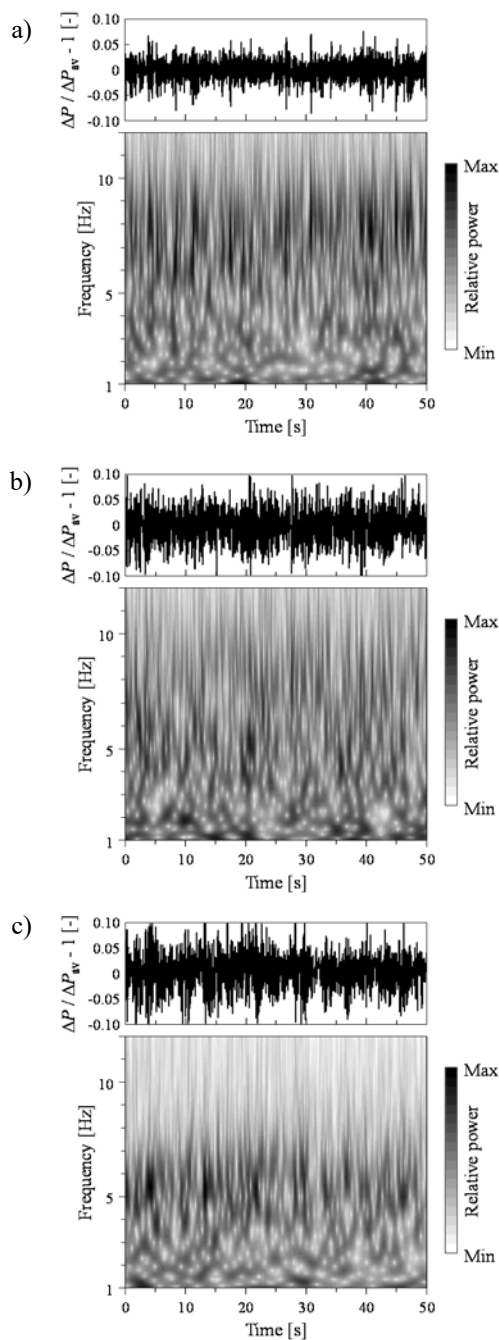 a)
ΔP / ΔPav - 1 [-]
0.10
0.05
0
-0.05
-0.10
Frequency [Hz]
10
5
1
0 10 20 30 40 50
Time [s]
Max
Relative power
Min
b)
ΔP / ΔPav - 1 [-]
0.10
0.05
0
-0.05
-0.10
Frequency [Hz]
10
5
1
0 10 20 30 40 50
Time [s]
Max
Relative power
Min
c)
ΔP / ΔPav - 1 [-]
0.10
0.05
0
-0.05
-0.10
Frequency [Hz]
10
5
1
0 10 20 30 40 50
Time [s]
Max
Relative power
Min